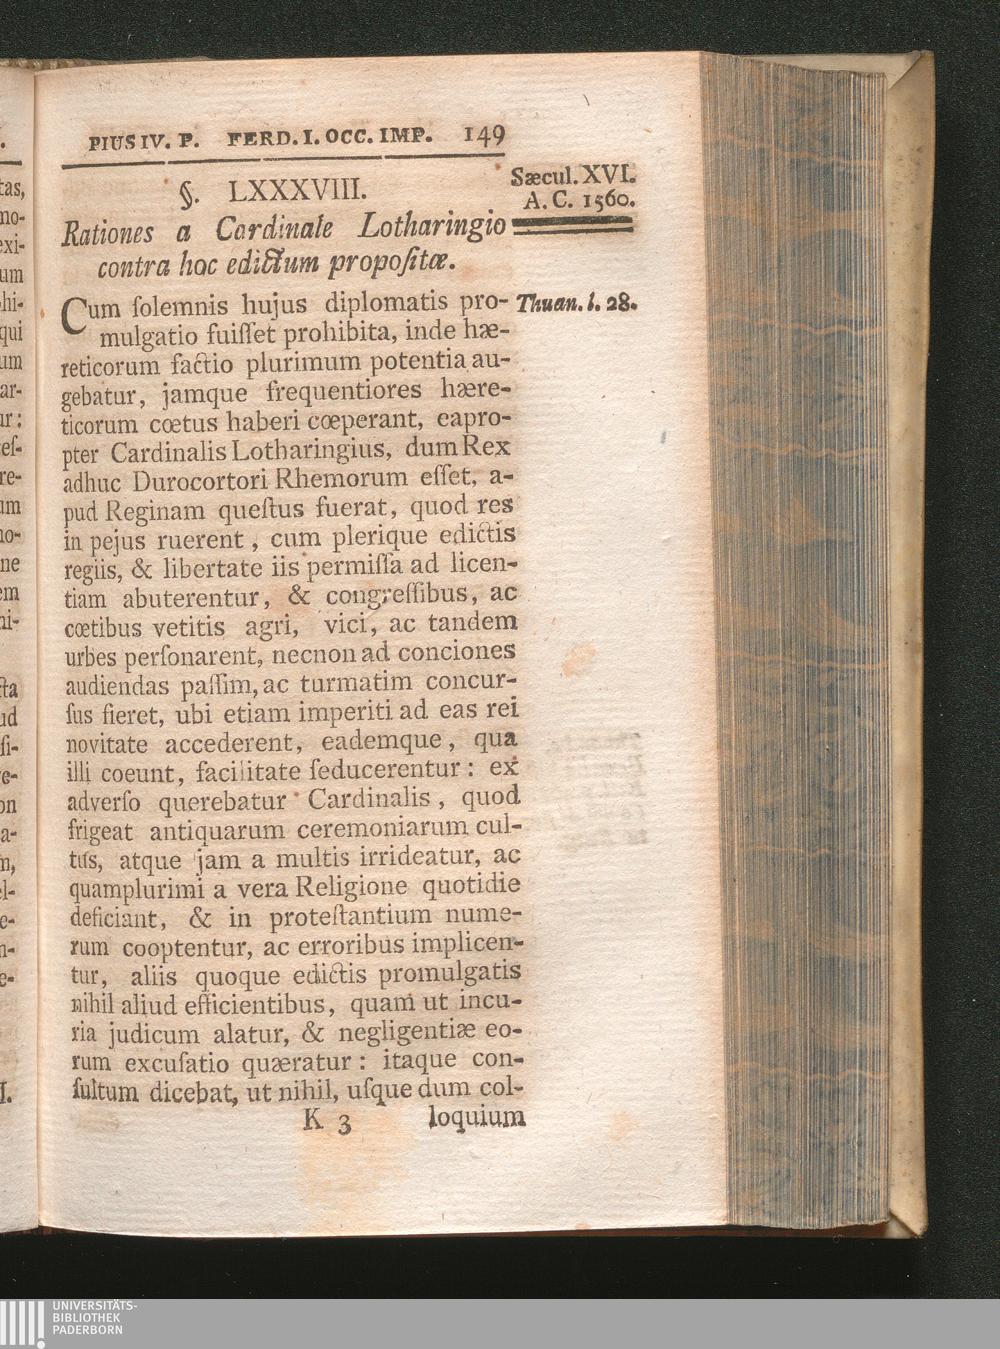 PIUS IV. P. FERD. I. OCC. IMP. 149
§. LXXXVIII.
Sæcul. XVI.
A. C. 1560.
Rationes a Cardinale Lotharingio
contra hoc edictum propoſitæ.
Thuan. l. 28.
Cum ſolemnis hujus diplomatis pro-
mulgatio fuiſſet prohibita, inde hæ-
reticorum factio plurimum potentia au-
gebatur, jamque frequentiores hære-
ticorum cœtus haberi cœperant, eapro-
pter Cardinalis Lotharingius, dum Rex
adhuc Durocortori Rhemorum eſſet, a-
pud Reginam queſtus fuerat, quod res
in pejus ruerent, cum plerique edictis
regiis, & libertate iis permiſſa ad licen-
tiam abuterentur, & congreſſibus, ac
cœtibus vetitis agri, vici, ac tandem
urbes perſonarent, necnon ad conciones
audiendas paſſim, ac turmatim concur-
ſus fieret, ubi etiam imperiti ad eas rei
novitate accederent, eademque, qua
illi coeunt, facilitate ſeducerentur: ex
adverſo querebatur Cardinalis, quod
frigeat antiquarum ceremoniarum cul-
tus, atque jam a multis irrideatur, ac
quamplurimi a vera Religione quotidie
deficiant, & in proteſtantium nume-
rum cooptentur, ac erroribus implicen-
tur, aliis quoque edictis promulgatis
nihil aliud efficientibus, quam ut incu-
ria judicum alatur, & negligentiæ eo-
rum excuſatio quæratur: itaque con-
ſultum dicebat, ut nihil, uſque dum col-
K 3 loquium
UNIVERSITÄTS-
BIBLIOTHEK
PADERBORN